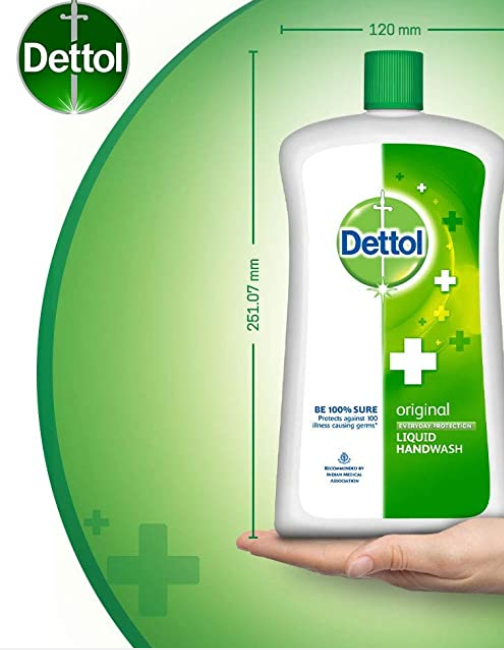 Dettol
120 mm
251.07 mm
Dettol
BE 100% SURE
Protects against 100
illness causing germs*
RECOMMENDED BY
INDIAN MEDICAL
ASSOCIATION
original
EVERYDAY PROTECTION
LIQUID
HANDWASH